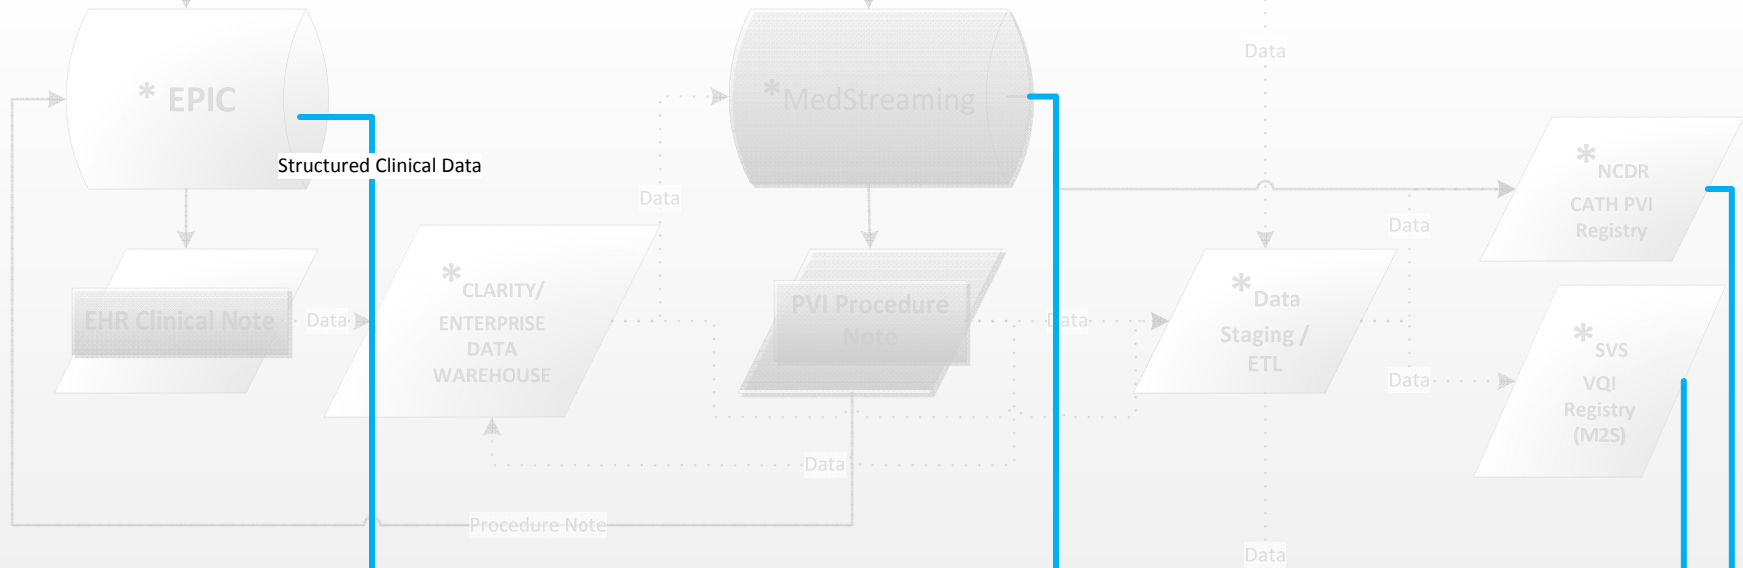 Data
* EPIC
*MedStreaming
Structured Clinical Data
*
NCDR
CATH PVI
Registry
Data
Data
*
CLARITY/
ENTERPRISE
DATA
WAREHOUSE
*
Data
Staging /
ETL
EHR Clinical Note
Data
PVI Procedure
Note
Data
*
SVS
VQI
Registry
(M2S)
Data
Data
Procedure Note
Data